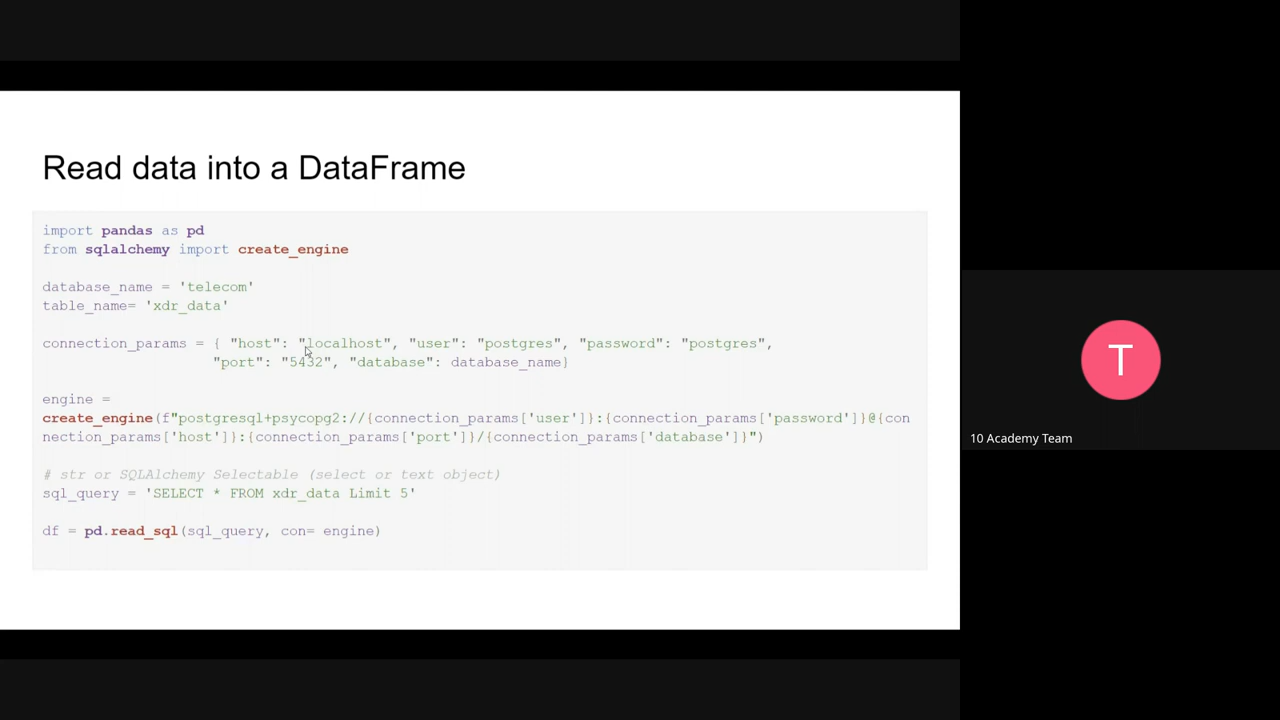 Read data into a DataFrame
import pandas as pd
from sqlalchemy import create_engine
database_name = 'telecom'
table_name= 'xdr_data'
connection_params = { "host": "localhost", "user": "postgres", "password": "postgres",
"port": "5432", "database": database_name}
engine =
create_engine(f"postgresql+psycopg2://{connection_params['user']}:{connection_params['password']}@{con
nection_params['host']}:{connection_params['port']}/{connection_params['database']}")
# str or SQLAlchemy Selectable (select or text object)
sql_query = 'SELECT * FROM xdr_data Limit 5'
df = pd.read_sql(sql_query, con= engine)
T
10 Academy Team